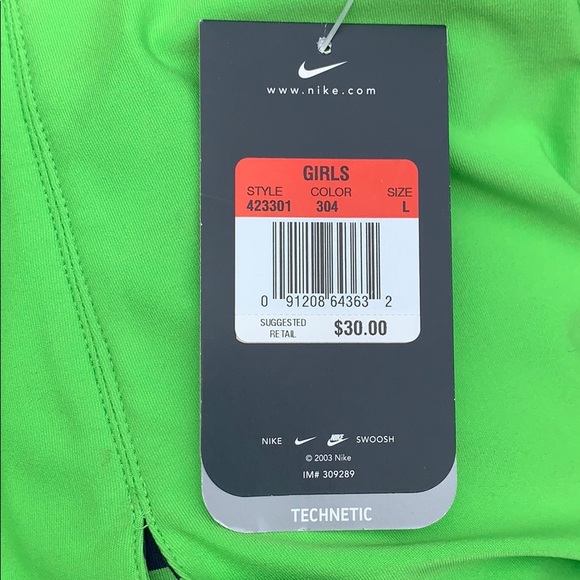 www.nike.com
GIRLS
STYLE COLOR SIZE
423301 304 L
0 91208 64363 2
SUGGESTED RETAIL $30.00
NIKE SWOOSH
© 2003 Nike
IM# 309289
TECHNETIC